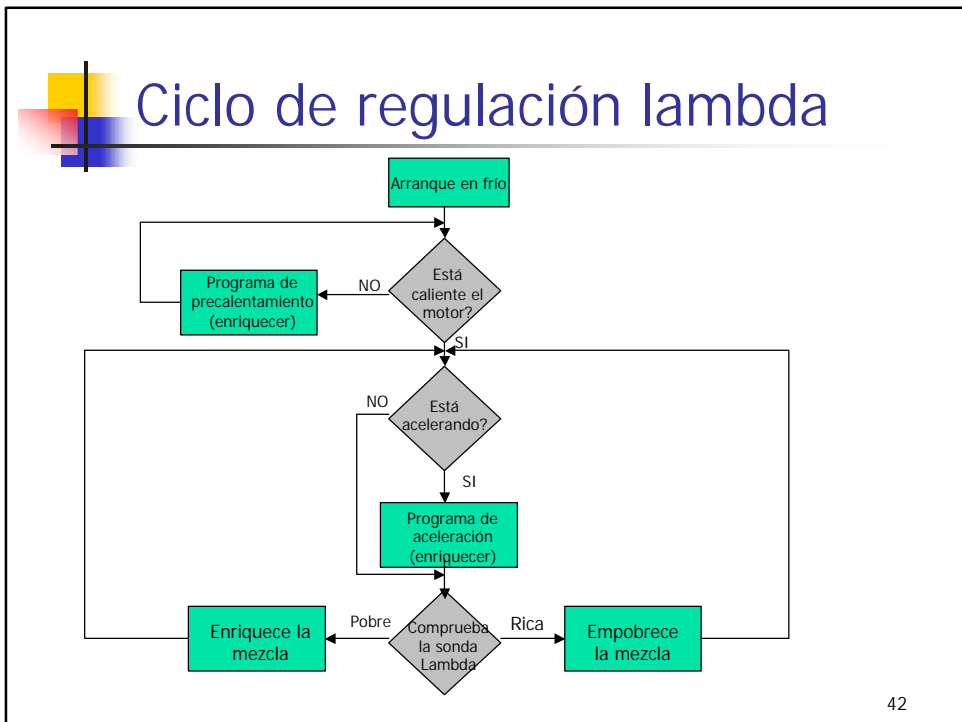 Ciclo de regulación lambda
Arranque en frío
Está
caliente el
motor?
NO
Programa de
precalentamiento
(enriquecer)
SI
Está
acelerando?
NO
SI
Programa de
aceleración
(enriquecer)
Comprueba
la sonda
Lambda
Pobre
Enriquece la
mezcla
Rica
Empobrece
la mezcla
42